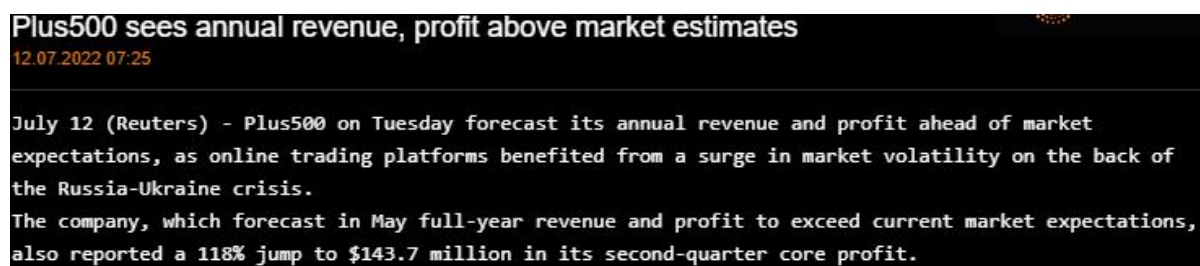 Plus500 sees annual revenue, profit above market estimates
12.07.2022 07:25
July 12 (Reuters) - Plus500 on Tuesday forecast its annual revenue and profit ahead of market
expectations, as online trading platforms benefited from a surge in market volatility on the back of
the Russia-Ukraine crisis.
The company, which forecast in May full-year revenue and profit to exceed current market expectations,
also reported a 118% jump to $143.7 million in its second-quarter core profit.